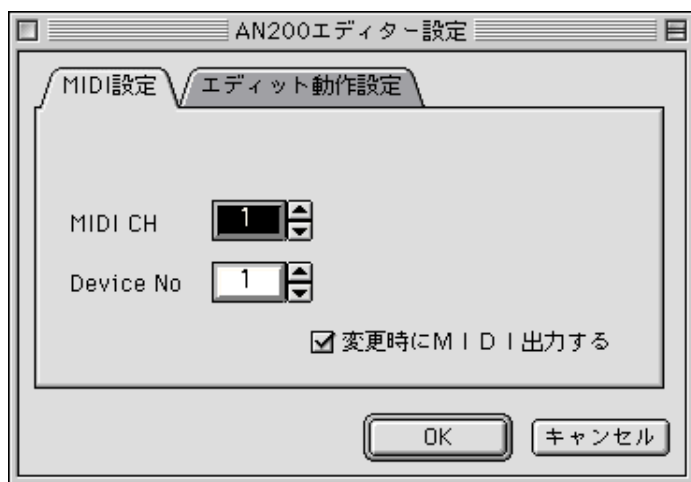 AN200エディター設定
MIDI設定 エディット動作設定
MIDI CH 1
Device No 1
変更時にＭＩＤＩ出力する
OK キャンセル